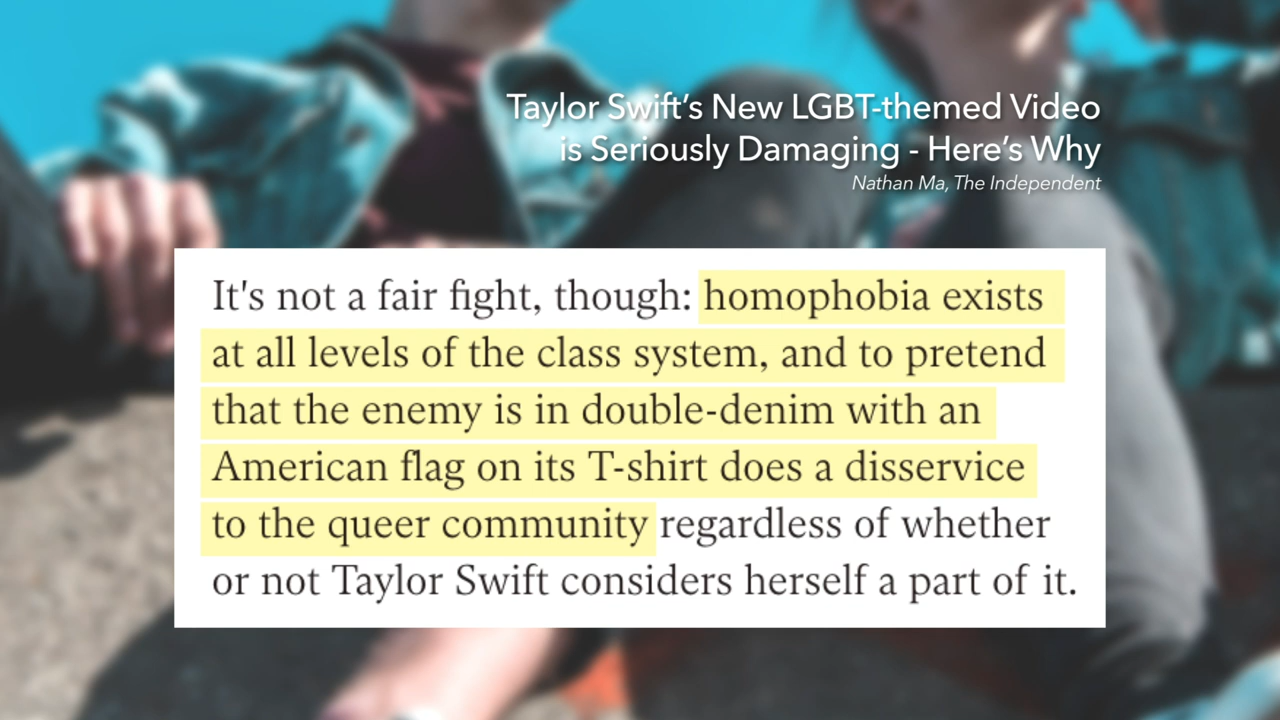 Taylor Swift's New LGBT-themed Video
is Seriously Damaging - Here's Why
Nathan Ma, The Independent
It's not a fair fight, though: homophobia exists
at all levels of the class system, and to pretend
that the enemy is in double-denim with an
American flag on its T-shirt does a disservice
to the queer community regardless of whether
or not Taylor Swift considers herself a part of it.